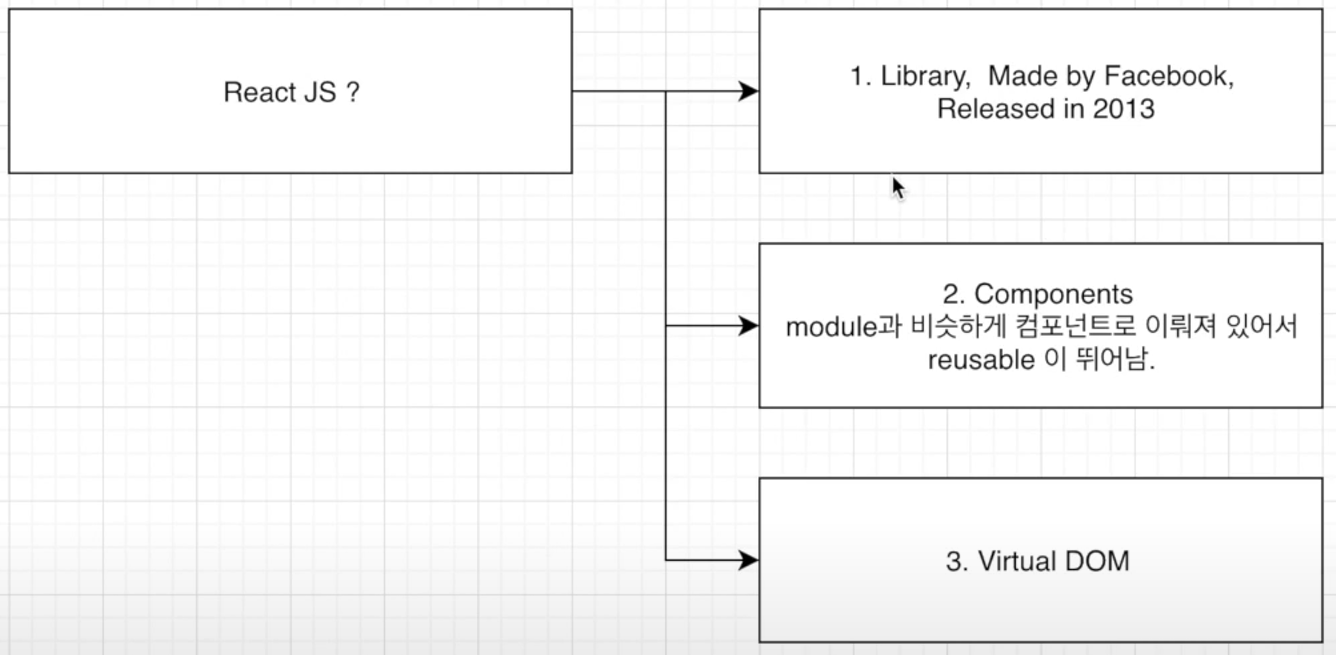 React JS ?
1. Library,  Made by Facebook,
Released in 2013
2. Components
module과 비슷하게 컴포넌트로 이뤄져 있어서
reusable 이 뛰어남.
3. Virtual DOM